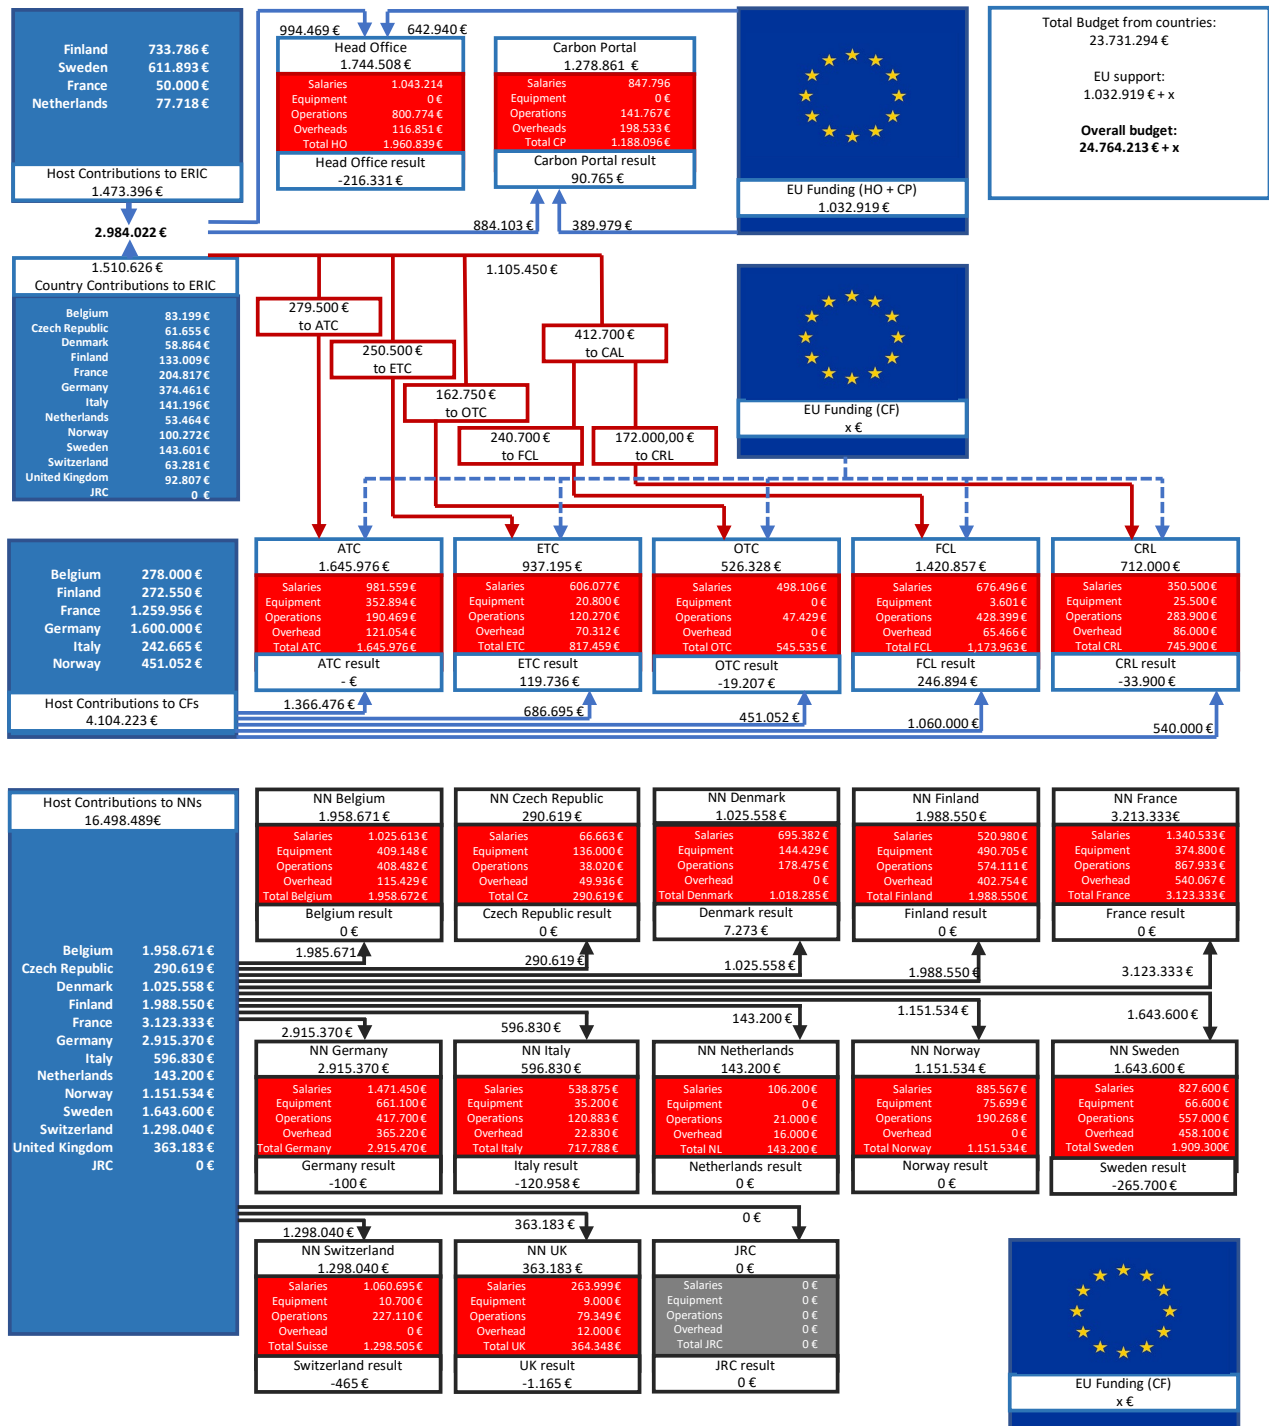 Finland 733.786 €
Sweden 611.893 €
France 50.000 €
Netherlands 77.718 €
Host Contributions to ERIC
1.473.396 €
2.984.022 €
1.510.626 €
Country Contributions to ERIC
Belgium 83.199 €
Czech Republic 61.655 €
Denmark 58.864 €
Finland 133.009 €
France 204.817 €
Germany 374.461 €
Italy 141.196 €
Netherlands 53.464 €
Norway 100.272 €
Sweden 143.601 €
Switzerland 63.281 €
United Kingdom 92.807 €
JRC 0 €
994.469 € 642.940 €
Head Office
1.744.508 €
Salaries 1.043.214
Equipment 0 €
Operations 800.774 €
Overheads 116.851 €
Total HO 1.960.839 €
Head Office result
-216.331 €
Carbon Portal
1.278.861 €
Salaries 847.796
Equipment 0 €
Operations 141.767 €
Overheads 198.533 €
Total CP 1.188.096 €
Carbon Portal result
90.765 €
884.103 € 389.979 €
EU Funding (HO + CP)
1.032.919 €
Total Budget from countries:
23.731.294 €
EU support:
1.032.919 € + x
Overall budget:
24.764.213 € + x
1.105.450 €
279.500 €
to ATC
250.500 €
to ETC
162.750 €
to OTC
412.700 €
to CAL
240.700 €
to FCL
172.000,00 €
to CRL
EU Funding (CF)
x €
Belgium 278.000 €
Finland 272.550 €
France 1.259.956 €
Germany 1.600.000 €
Italy 242.665 €
Norway 451.052 €
Host Contributions to CFs
4.104.223 €
ATC
1.645.976 €
Salaries 981.559 €
Equipment 352.894 €
Operations 190.469 €
Overhead 121.054 €
Total ATC 1.645.976 €
ATC result
- €
1.366.476 €
ETC
937.195 €
Salaries 606.077 €
Equipment 20.800 €
Operations 120.270 €
Overhead 70.312 €
Total ETC 817.459 €
ETC result
119.736 €
686.695 €
OTC
526.328 €
Salaries 498.106 €
Equipment 0 €
Operations 47.429 €
Overhead 0 €
Total OTC 545.535 €
OTC result
-19.207 €
451.052 €
FCL
1.420.857 €
Salaries 676.496 €
Equipment 3.601 €
Operations 428.399 €
Overhead 65.466 €
Total FCL 1,173.963 €
FCL result
246.894 €
1.060.000 €
CRL
712.000 €
Salaries 350.500 €
Equipment 25.500 €
Operations 283.900 €
Overhead 86.000 €
Total CRL 745.900 €
CRL result
-33.900 €
540.000 €
Host Contributions to NNs
16.498.489€
Belgium 1.958.671 €
Czech Republic 290.619 €
Denmark 1.025.558 €
Finland 1.988.550 €
France 3.123.333 €
Germany 2.915.370 €
Italy 596.830 €
Netherlands 143.200 €
Norway 1.151.534 €
Sweden 1.643.600 €
Switzerland 1.298.040 €
United Kingdom 363.183 €
JRC 0 €
NN Belgium
1.958.671 €
Salaries 1.025.613 €
Equipment 409.148 €
Operations 408.482 €
Overhead 115.429 €
Total Belgium 1.958.672 €
Belgium result
0 €
1.985.671
NN Czech Republic
290.619 €
Salaries 66.663 €
Equipment 136.000 €
Operations 38.020 €
Overhead 49.936 €
Total Cz 290.619 €
Czech Republic result
0 €
290.619 €
NN Denmark
1.025.558 €
Salaries 695.382 €
Equipment 144.429 €
Operations 178.475 €
Overhead 0 €
Total Denmark 1.018.285 €
Denmark result
7.273 €
1.025.558 €
NN Finland
1.988.550 €
Salaries 520.980 €
Equipment 490.705 €
Operations 574.111 €
Overhead 402.754 €
Total Finland 1.988.550 €
Finland result
0 €
1.988.550 €
NN France
3.213.333 €
Salaries 1.340.533 €
Equipment 374.800 €
Operations 867.933 €
Overhead 540.067 €
Total France 3.123.333 €
France result
0 €
3.123.333 €
2.915.370 €
NN Germany
2.915.370 €
Salaries 1.471.450 €
Equipment 661.100 €
Operations 417.700 €
Overhead 365.220 €
Total Germany 2.915.470 €
Germany result
-100 €
596.830 €
NN Italy
596.830 €
Salaries 538.875 €
Equipment 35.200 €
Operations 120.883 €
Overhead 22.830 €
Total Italy 717.788 €
Italy result
-120.958 €
143.200 €
NN Netherlands
143.200 €
Salaries 106.200 €
Equipment 0 €
Operations 21.000 €
Overhead 16.000 €
Total NL 143.200 €
Netherlands result
0 €
1.151.534 €
NN Norway
1.151.534 €
Salaries 885.567 €
Equipment 75.699 €
Operations 190.268 €
Overhead 0 €
Total Norway 1.151.534 €
Norway result
0 €
1.643.600 €
NN Sweden
1.643.600 €
Salaries 827.600 €
Equipment 66.600 €
Operations 557.000 €
Overhead 458.100 €
Total Sweden 1.909.300€
Sweden result
-265.700 €
1.298.040 €
NN Switzerland
1.298.040 €
Salaries 1.060.695 €
Equipment 10.700 €
Operations 227.110 €
Overhead 0 €
Total Suisse 1.298.505 €
Switzerland result
-465 €
363.183 €
NN UK
363.183 €
Salaries 263.999 €
Equipment 9.000 €
Operations 79.349 €
Overhead 12.000 €
Total UK 364.348 €
UK result
-1.165 €
0 €
JRC
0 €
Salaries 0 €
Equipment 0 €
Operations 0 €
Overhead 0 €
Total JRC 0 €
JRC result
0 €
EU Funding (CF)
x €